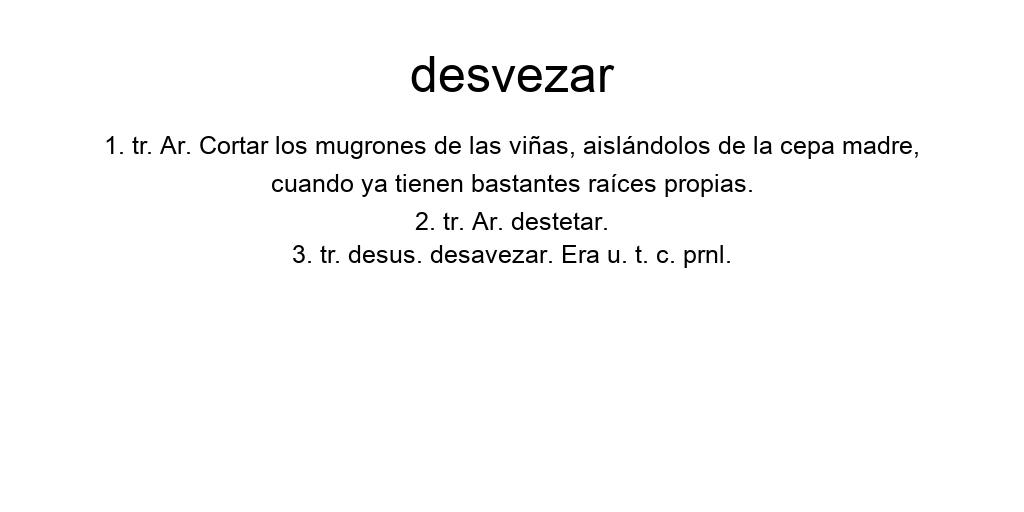 desvezar
1. tr. Ar. Cortar los mugrones de las viñas, aislándolos de la cepa madre,
cuando ya tienen bastantes raíces propias.
2. tr. Ar. destetar.
3. tr. desus. desavezar. Era u. t. c. prnl.